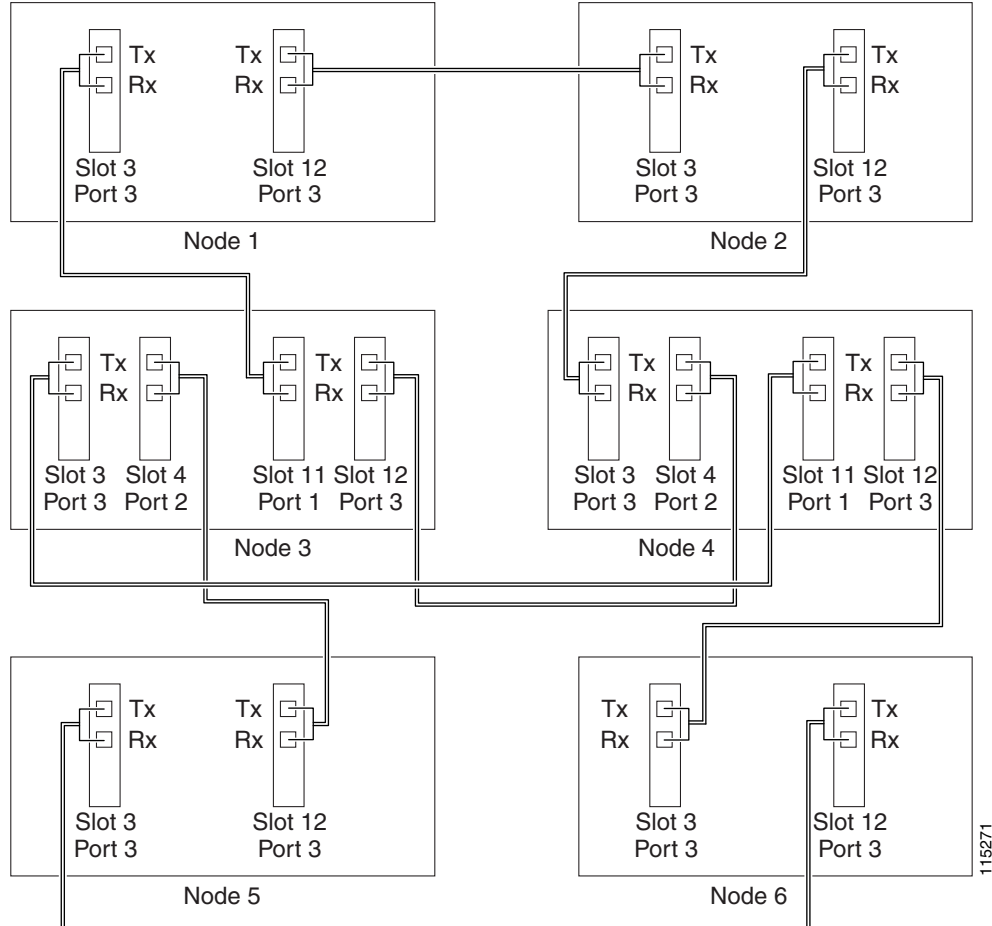 Tx Tx Tx Tx
Rx Rx Rx Rx
Slot 3 Slot 12 Slot 3 Slot 12
Port 3 Port 3 Port 3 Port 3
Node 1 Node 2
Tx Tx Tx Tx
Rx Rx Rx Rx
Slot 3 Slot 4 Slot 11 Slot 12 Slot 3 Slot 4 Slot 11 Slot 12
Port 3 Port 2 Port 1 Port 3 Port 3 Port 2 Port 1 Port 3
Node 3 Node 4
Tx Tx Tx Tx
Rx Rx Rx Rx
Slot 3 Slot 12 Slot 3 Slot 12
Port 3 Port 3 Port 3 Port 3
Node 5 Node 6
115271